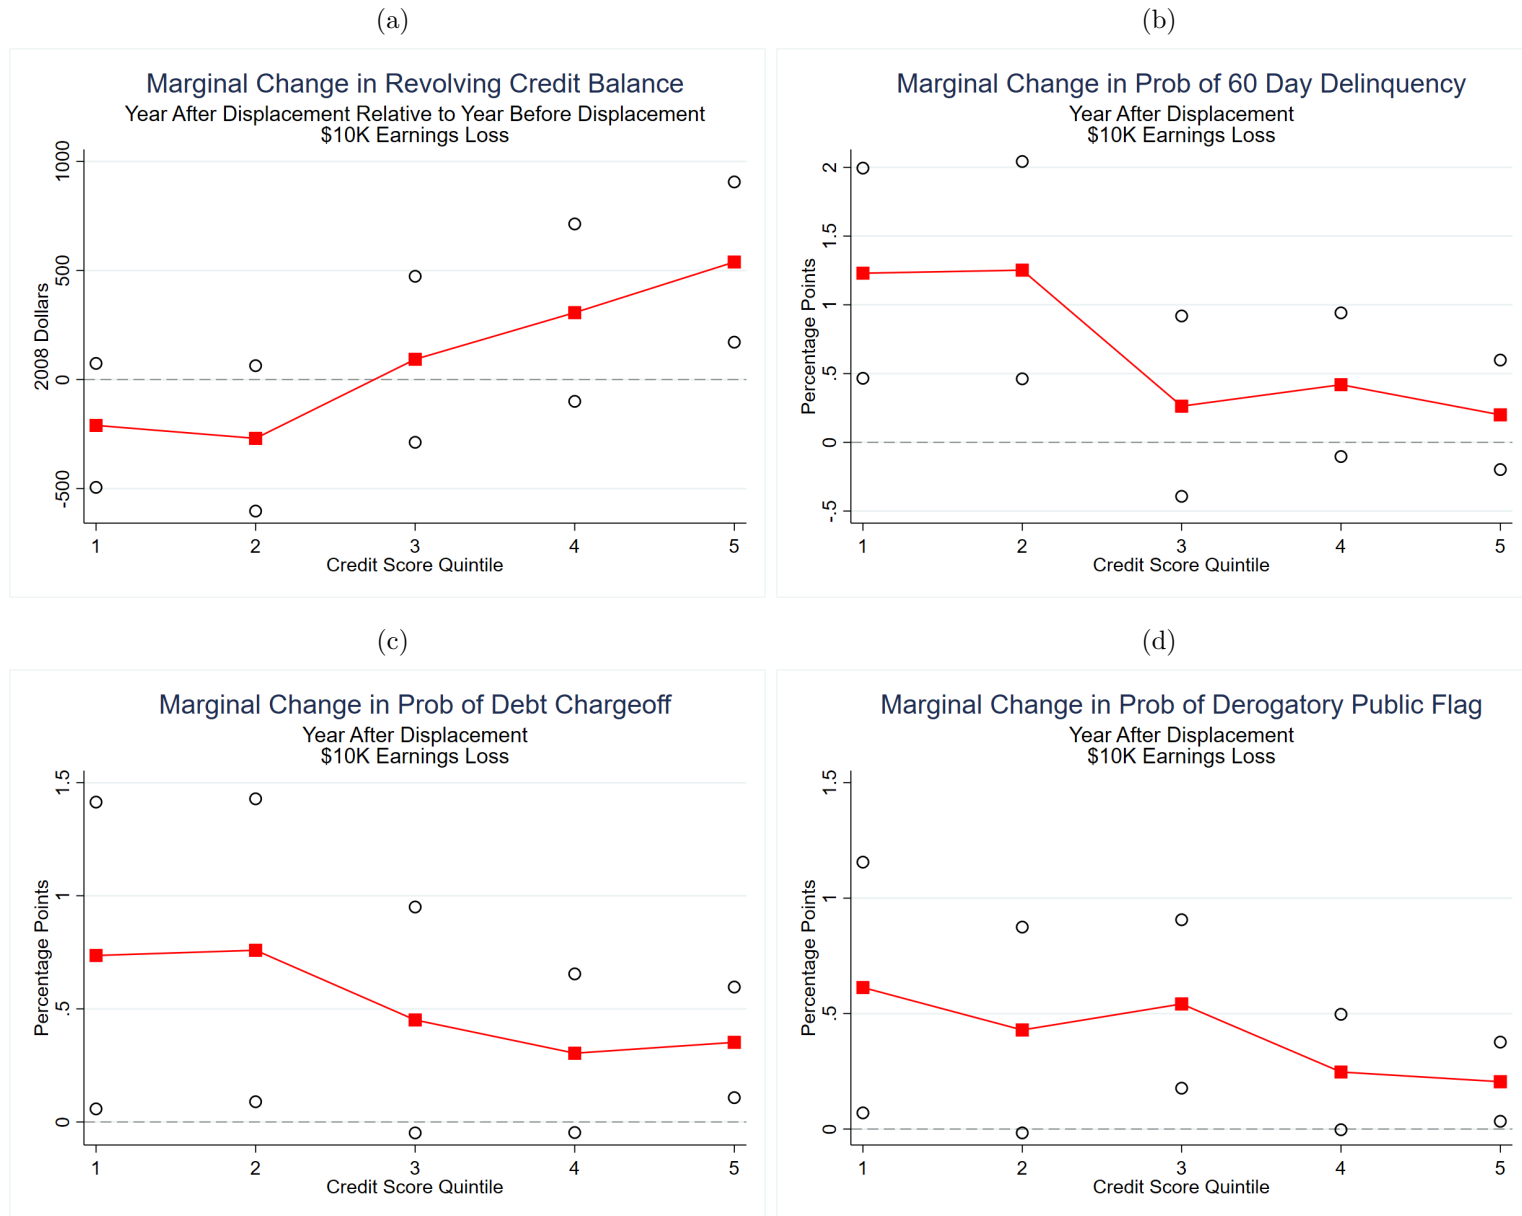 (a)
Marginal Change in Revolving Credit Balance
Year After Displacement Relative to Year Before Displacement
$10K Earnings Loss
2008 Dollars
1000
500
0
-500
1 2 3 4 5
Credit Score Quintile
(b)
Marginal Change in Prob of 60 Day Delinquency
Year After Displacement
$10K Earnings Loss
Percentage Points
2
1.5
1
.5
0
-.5
1 2 3 4 5
Credit Score Quintile
(c)
Marginal Change in Prob of Debt Chargeoff
Year After Displacement
$10K Earnings Loss
Percentage Points
1.5
1
.5
0
1 2 3 4 5
Credit Score Quintile
(d)
Marginal Change in Prob of Derogatory Public Flag
Year After Displacement
$10K Earnings Loss
Percentage Points
1.5
1
.5
0
1 2 3 4 5
Credit Score Quintile